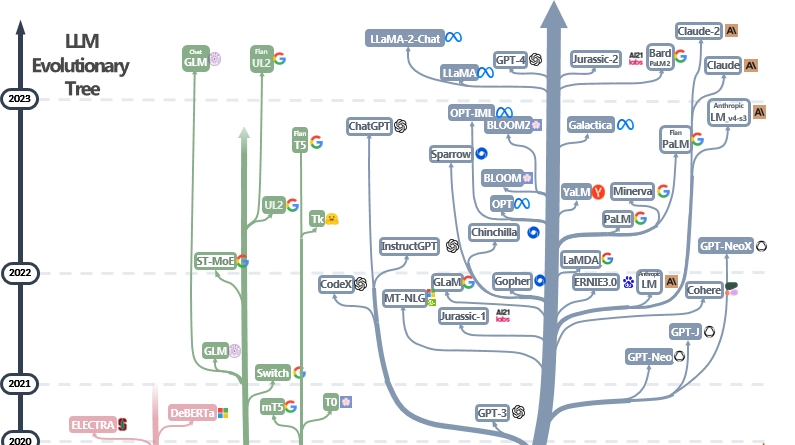 LLM
Evolutionary
Tree
2023
2022
2021
2020
Chat
GLM
Flan
UL2
Flan
T5
UL2
Tk
ST-MoE
GLM
Switch
mT5
T0
ELECTRA
DeBERTa
LLaMA-2-Chat
LLaMA
GPT-4
Jurassic-2
AI21
labs
Bard
PaLM2
Claude-2
Claude
Anthropic
LM_v4-s3
OPT-IML
BLOOMZ
ChatGPT
Galactica
Flan
PaLM
Sparrow
BLOOM
OPT
YaLM
Minerva
PaLM
Chinchilla
InstructGPT
GPT-NeoX
LaMDA
CodeX
GLaM
MT-NLG
Gopher
ERNIE3.0
Anthropic
LM
Cohere
Jurassic-1
AI21
labs
GPT-J
GPT-Neo
GPT-3